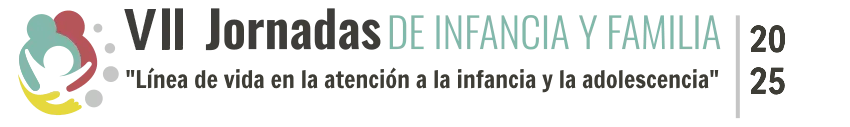 VII Jornadas DE INFANCIA Y FAMILIA
"Línea de vida en la atención a la infancia y la adolescencia"
20
25